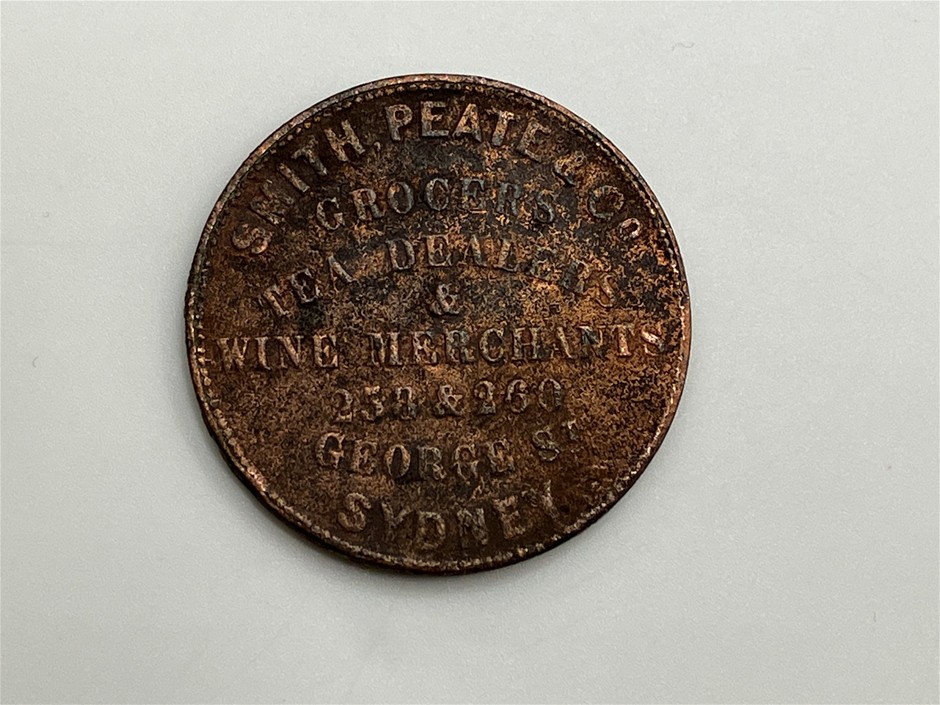 SMITH, PEATE & Co.
GROCERS
TEA DEALERS
&
WINE MERCHANTS
258 & 260
GEORGE ST
SYDNEY